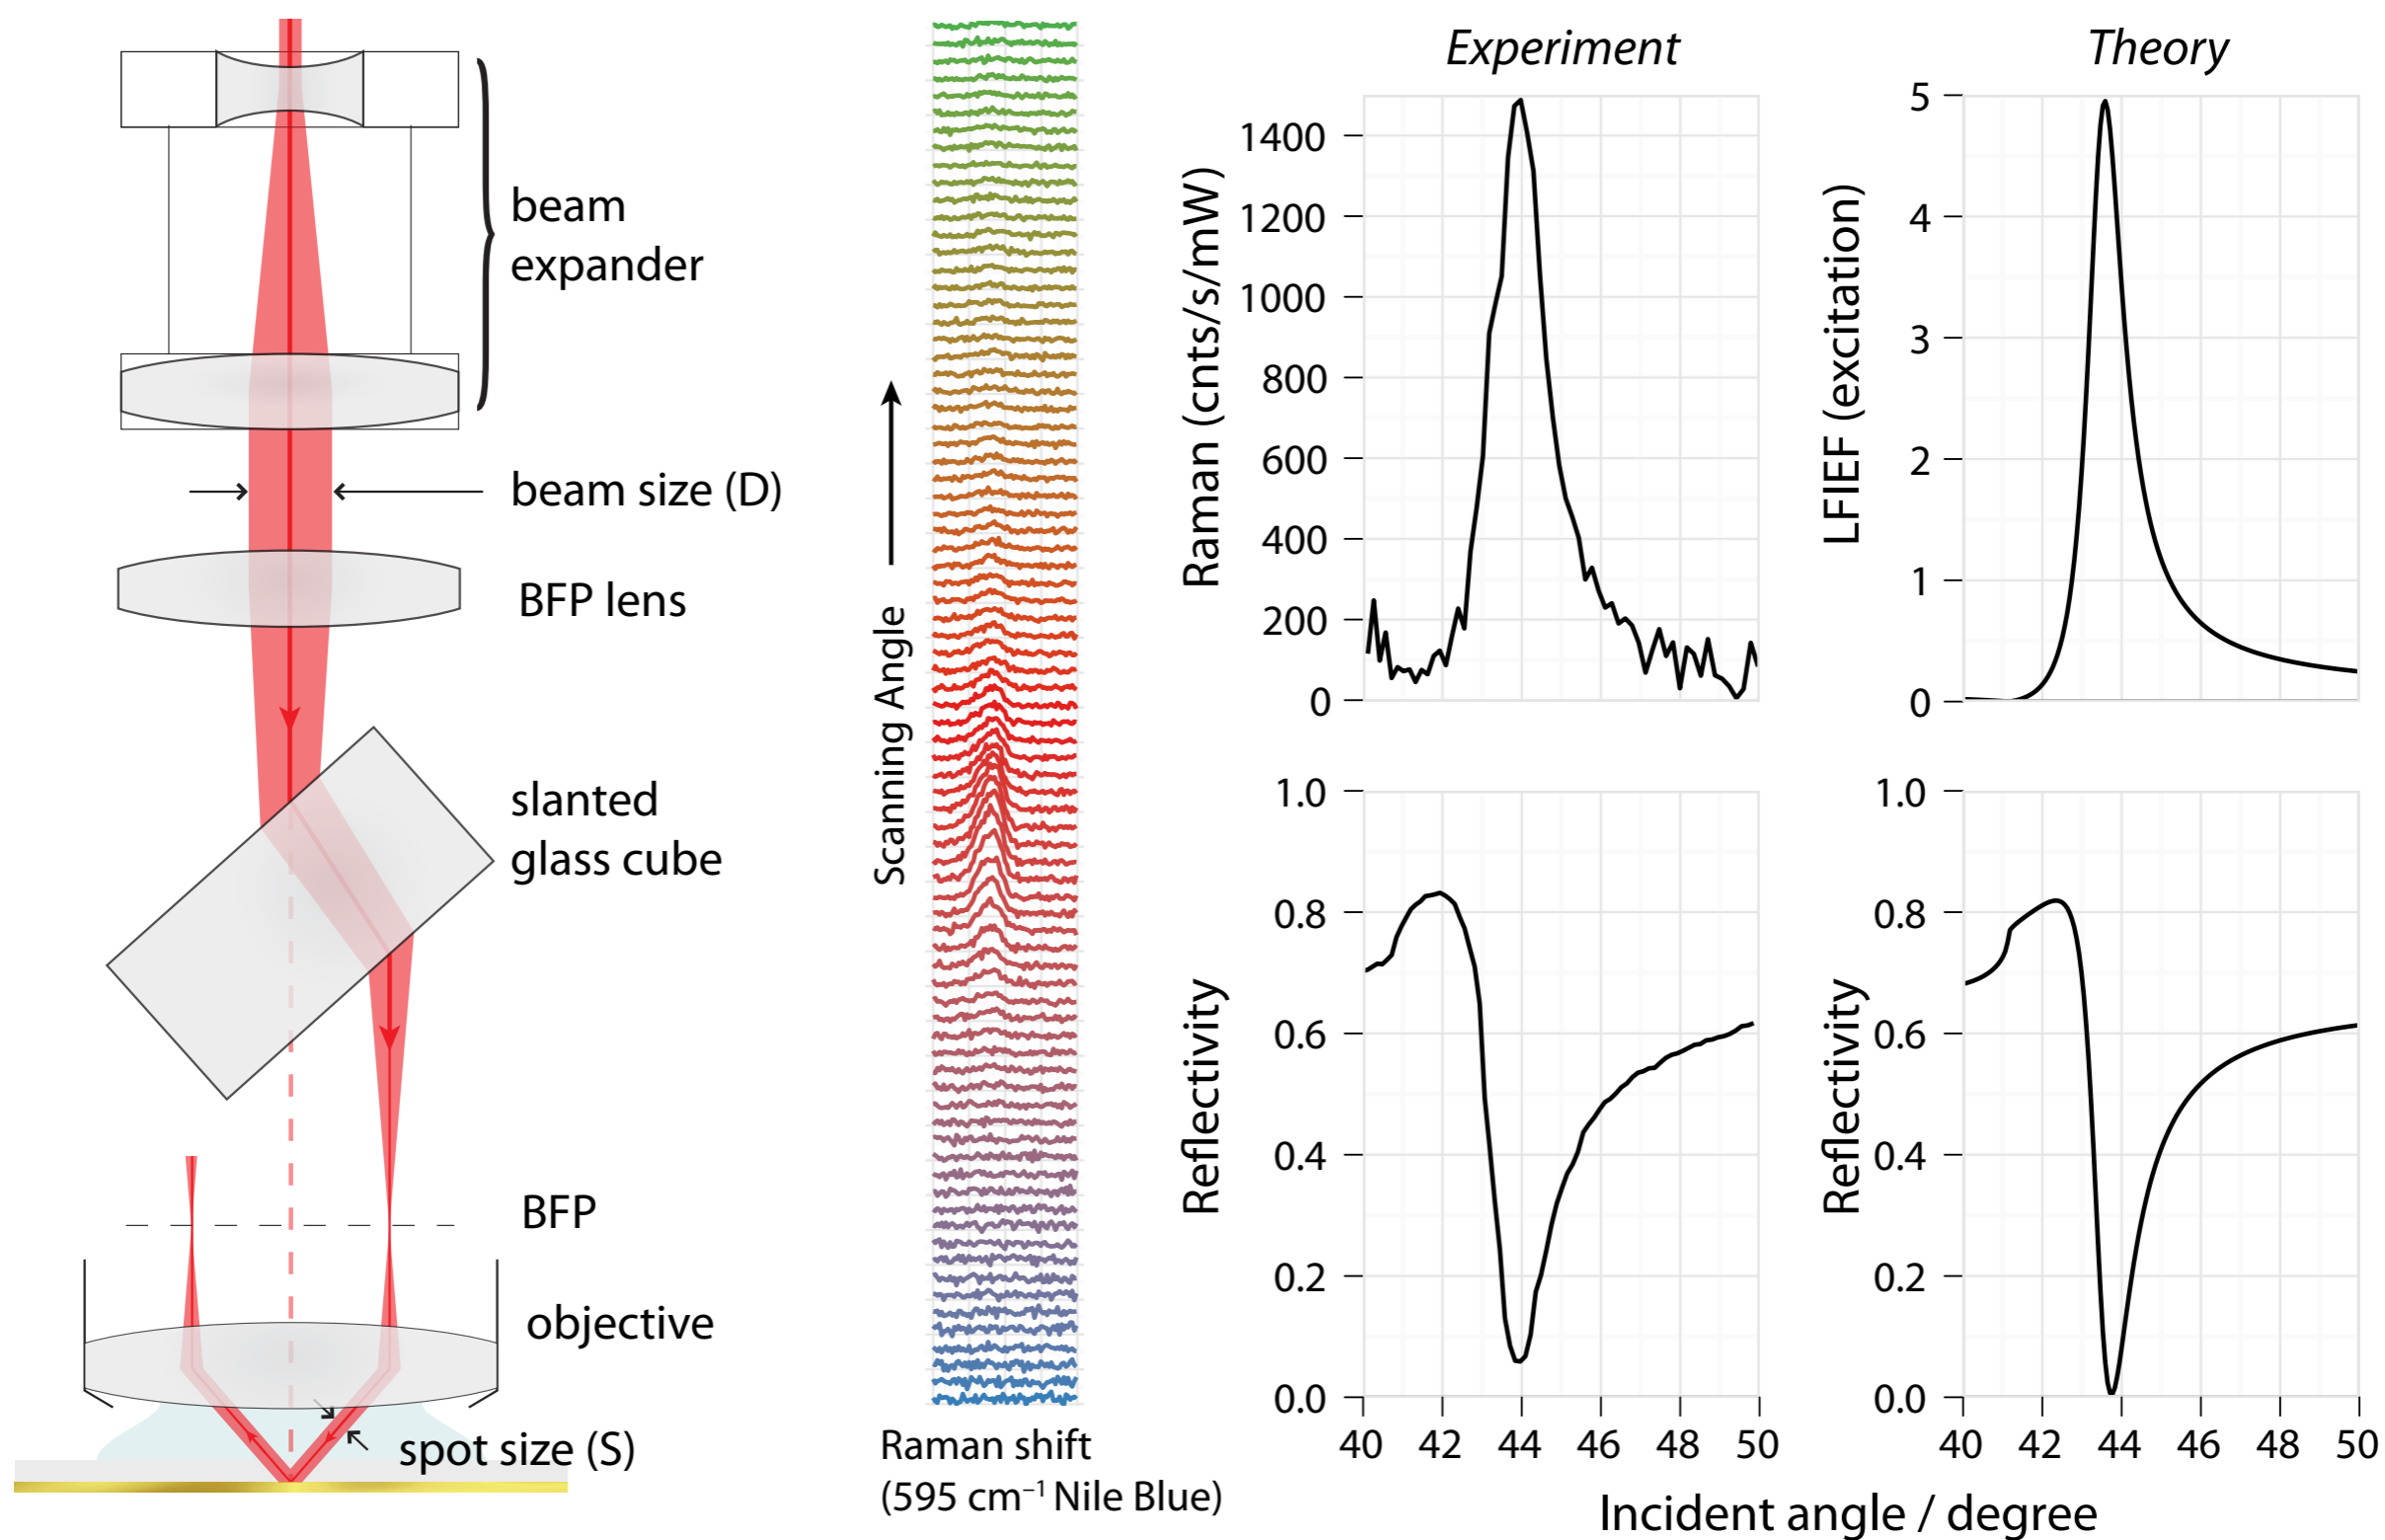 beam
expander
beam size (D)
BFP lens
slanted
glass cube
BFP
objective
spot size (S)
Scanning Angle
Raman shift
(595 cm⁻¹ Nile Blue)
Experiment
Raman (cnts/s/mW)
1400
1200
1000
800
600
400
200
0
Theory
LFIEF (excitation)
5
4
3
2
1
0
Reflectivity
1.0
0.8
0.6
0.4
0.2
0.0
40 42 44 46 48 50
Reflectivity
1.0
0.8
0.6
0.4
0.2
0.0
40 42 44 46 48 50
Incident angle / degree